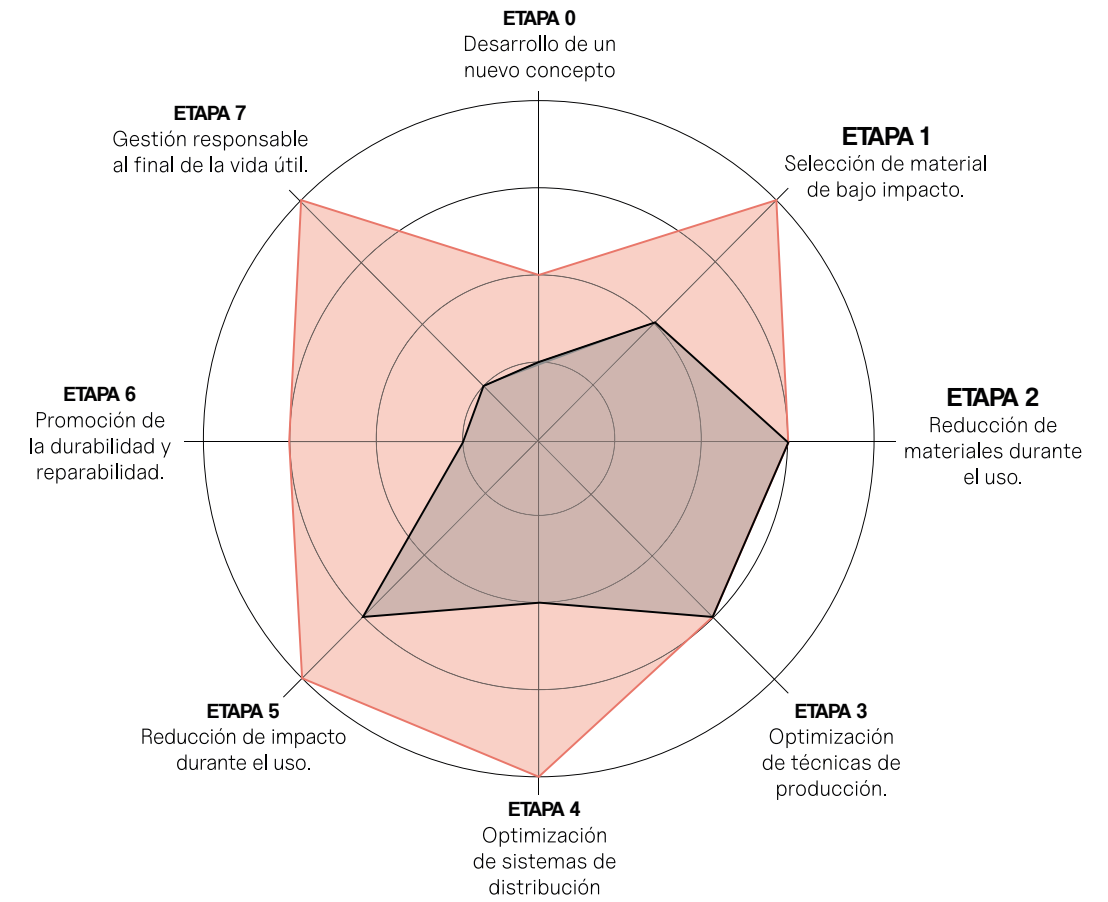 ETAPA 0
Desarrollo de un
nuevo concepto
ETAPA 1
Selección de material
de bajo impacto.
ETAPA 2
Reducción de
materiales durante
el uso.
ETAPA 3
Optimización
de técnicas de
producción.
ETAPA 4
Optimización
de sistemas de
distribución
ETAPA 5
Reducción de impacto
durante el uso.
ETAPA 6
Promoción de
la durabilidad y
reparabilidad.
ETAPA 7
Gestión responsable
al final de la vida útil.